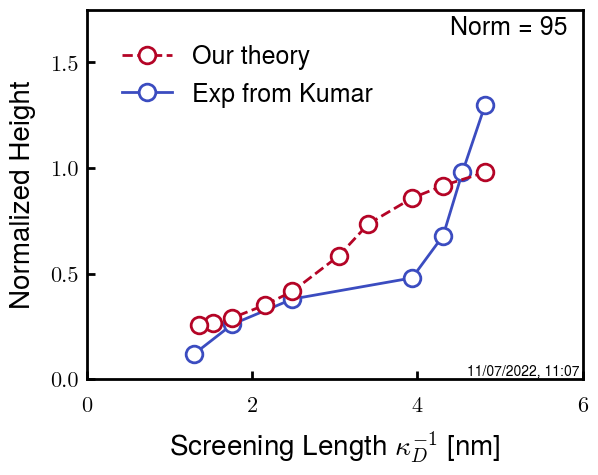 Norm = 95
Our theory
Exp from Kumar
Normalized Height
1.5
1.0
0.5
0.0
11/07/2022, 11:07
0 2 4 6
Screening Length κ_D^{-1} [nm]